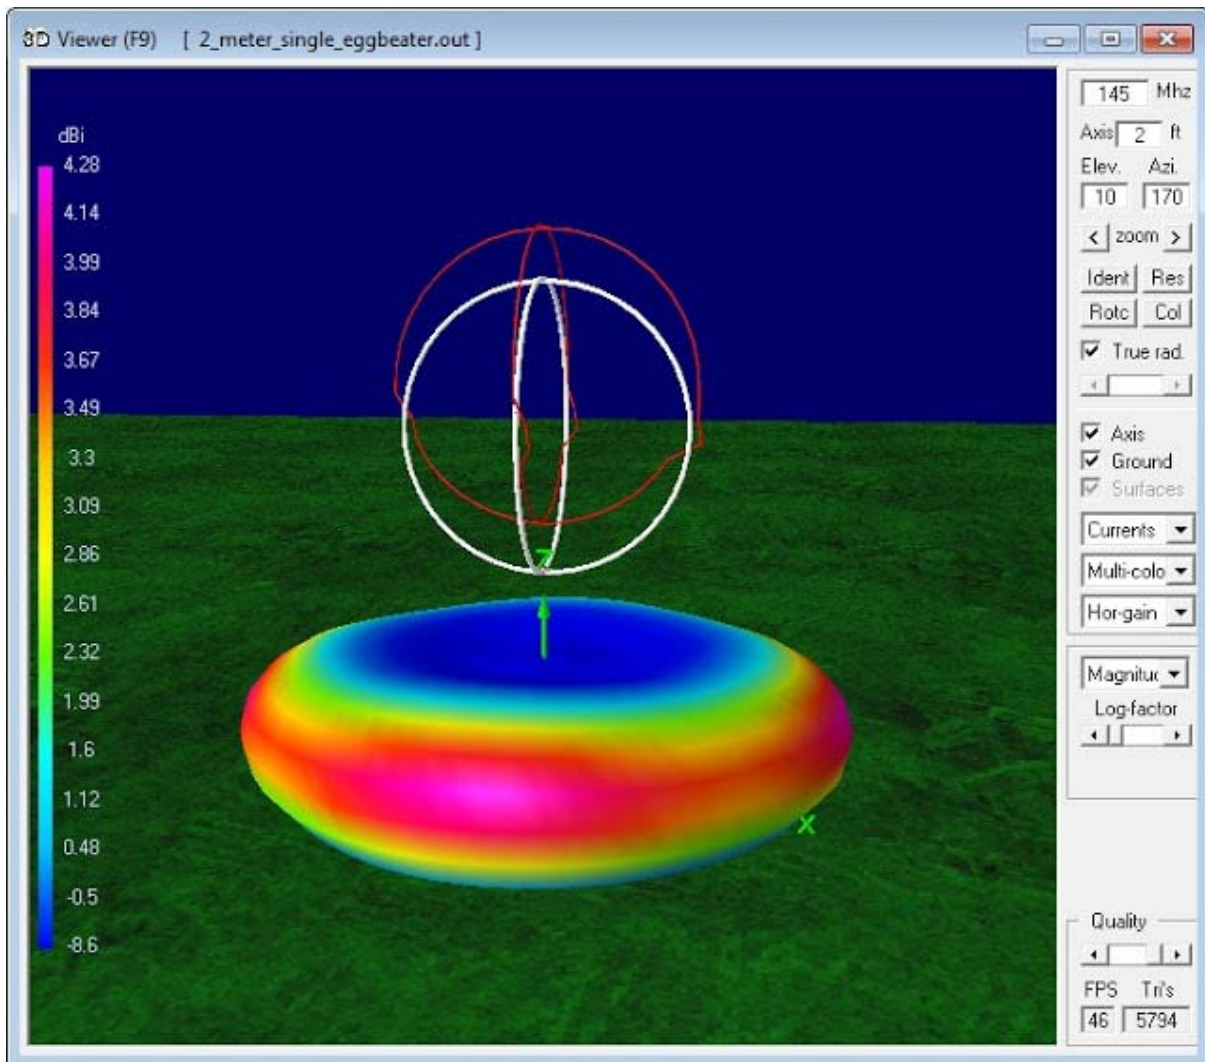 3D Viewer (F9) [ 2_meter_single_eggbeater.out ]
dBi
4.28
4.14
3.99
3.84
3.67
3.49
3.3
3.09
2.86
2.61
2.32
1.99
1.6
1.12
0.48
-0.5
-8.6
Z
X
145 Mhz
Axis 2 ft
Elev. Azi.
10 170
< zoom >
Ident Res
Rotc Col
True rad.
Axis
Ground
Surfaces
Currents
Multi-colo
Hor-gain
Magnituc
Log-factor
Quality
FPS Tri's
46 5794